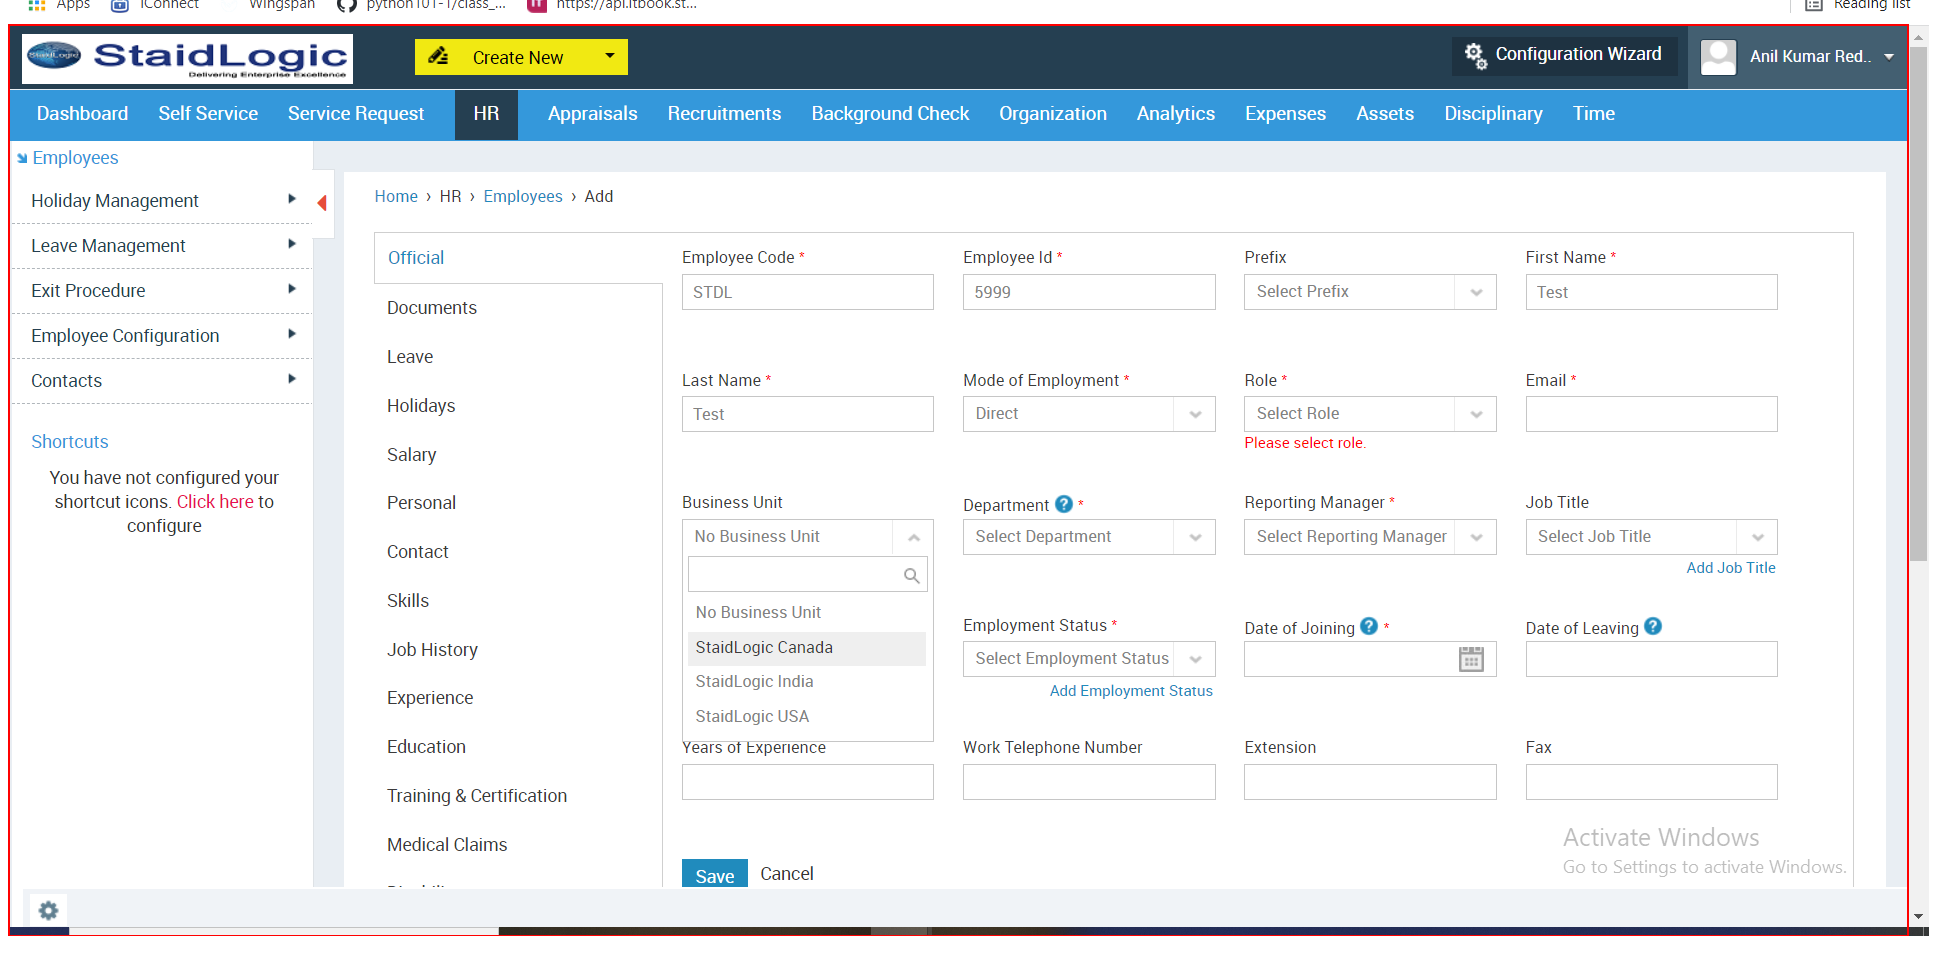 Apps iConnect Wingspan python101-1/class_... https://api.itbook.st... Reading list
StaidLogic
Delivering Enterprise Excellence
Create New
Configuration Wizard
Anil Kumar Red..
Dashboard Self Service Service Request HR Appraisals Recruitments Background Check Organization Analytics Expenses Assets Disciplinary Time
Employees
Holiday Management
Leave Management
Exit Procedure
Employee Configuration
Contacts
Shortcuts
You have not configured your
shortcut icons. Click here to
configure
Home › HR › Employees › Add
Official
Documents
Leave
Holidays
Salary
Personal
Contact
Skills
Job History
Experience
Education
Training & Certification
Medical Claims
Employee Code * Employee Id * Prefix First Name *
STDL 5999 Select Prefix Test
Last Name * Mode of Employment * Role * Email *
Test Direct Select Role
Please select role.
Business Unit Department ? * Reporting Manager * Job Title
No Business Unit Select Department Select Reporting Manager Select Job Title
Add Job Title
No Business Unit
StaidLogic Canada
StaidLogic India
StaidLogic USA
Employment Status * Date of Joining ? * Date of Leaving ?
Select Employment Status
Add Employment Status
Years of Experience Work Telephone Number Extension Fax
Save Cancel
Activate Windows
Go to Settings to activate Windows.